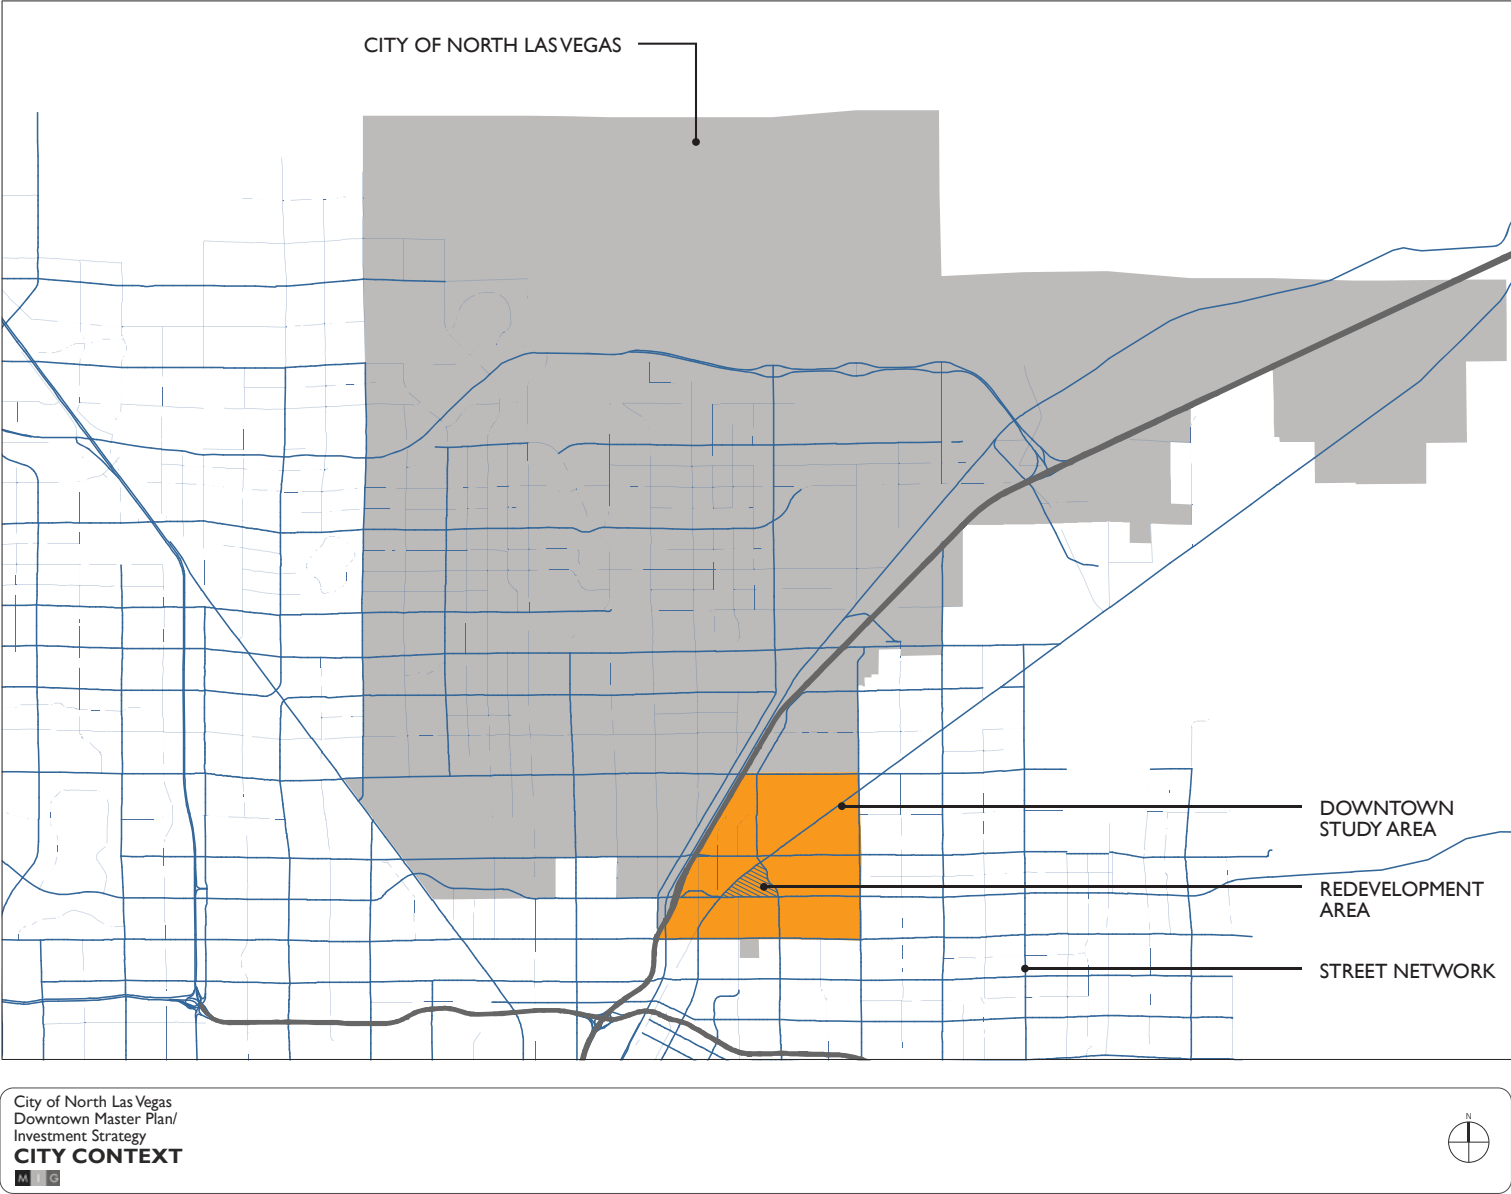 CITY OF NORTH LAS VEGAS
DOWNTOWN
STUDY AREA
REDEVELOPMENT
AREA
STREET NETWORK
City of North Las Vegas
Downtown Master Plan/
Investment Strategy
CITY CONTEXT
M I G
N